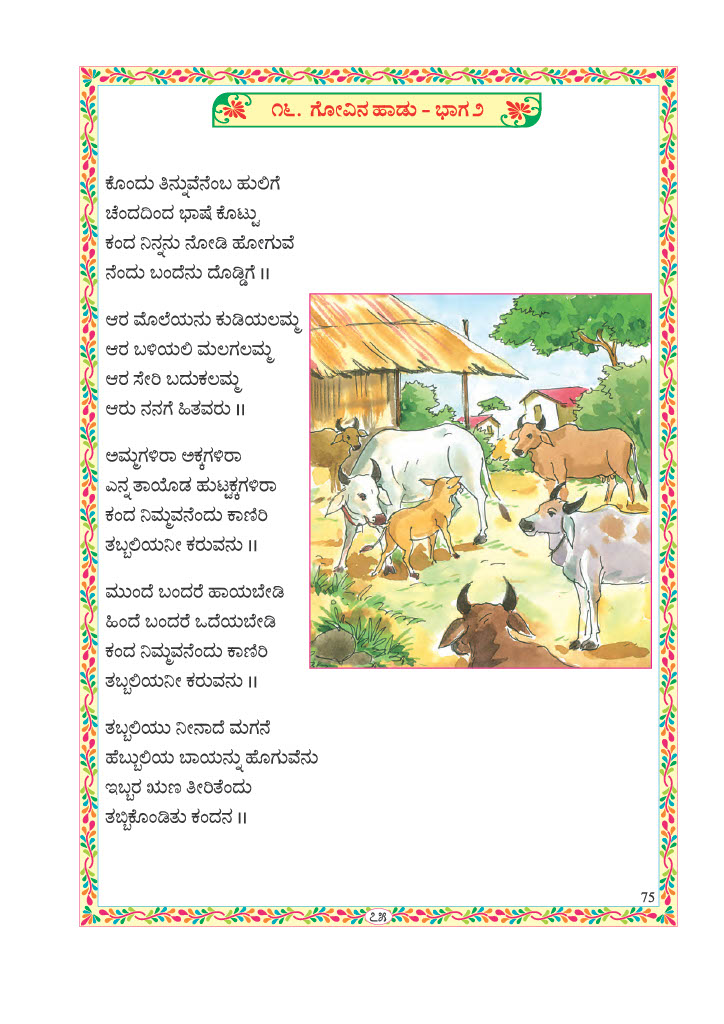 ೧೬. ಗೋವಿನ ಹಾಡು - ಭಾಗ ೨
ಕೊಂದು ತಿನ್ನುವೆನೆಂಬ ಹುಲಿಗೆ
ಚೆಂದದಿಂದ ಭಾಷೆ ಕೊಟ್ಟು
ಕಂದ ನಿನ್ನನು ನೋಡಿ ಹೋಗುವೆ
ನೆಂದು ಬಂದೆನು ದೊಡ್ಡಿಗೆ ॥
ಆರ ಮೊಲೆಯನು ಕುಡಿಯಲಮ್ಮ
ಆರ ಬಳಿಯಲಿ ಮಲಗಲಮ್ಮ
ಆರ ಸೇರಿ ಬದುಕಲಮ್ಮ
ಆರು ನನಗೆ ಹಿತವರು ॥
ಅಮ್ಮಗಳಿರಾ ಅಕ್ಕಗಳಿರಾ
ಎನ್ನ ತಾಯೊಡ ಹುಟ್ಟಕ್ಕಗಳಿರಾ
ಕಂದ ನಿಮ್ಮವನೆಂದು ಕಾಣಿರಿ
ತಬ್ಬಲಿಯನೀ ಕರುವನು ॥
ಮುಂದೆ ಬಂದರೆ ಹಾಯಬೇಡಿ
ಹಿಂದೆ ಬಂದರೆ ಒದೆಯಬೇಡಿ
ಕಂದ ನಿಮ್ಮವನೆಂದು ಕಾಣಿರಿ
ತಬ್ಬಲಿಯನೀ ಕರುವನು ॥
ತಬ್ಬಲಿಯು ನೀನಾದೆ ಮಗನೆ
ಹೆಬ್ಬುಲಿಯ ಬಾಯನ್ನು ಹೊಗುವೆನು
ಇಬ್ಬರ ಋಣ ತೀರಿತೆಂದು
ತಬ್ಬಿಕೊಂಡಿತು ಕಂದನ ॥
75
೭೫